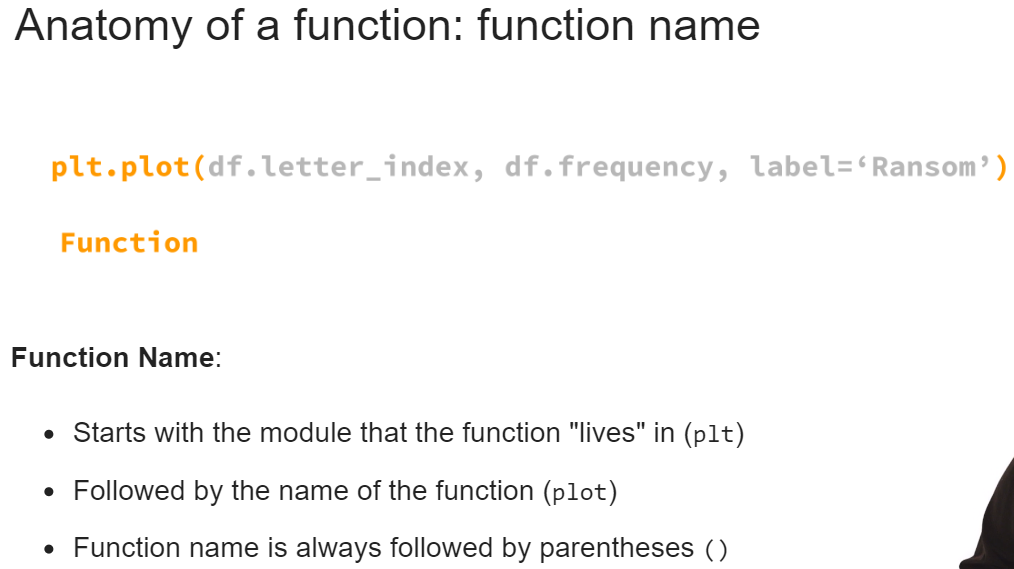 Anatomy of a function: function name
plt.plot(df.letter_index, df.frequency, label=‘Ransom’)
Function
Function Name:
• Starts with the module that the function "lives" in (plt)
• Followed by the name of the function (plot)
• Function name is always followed by parentheses ()